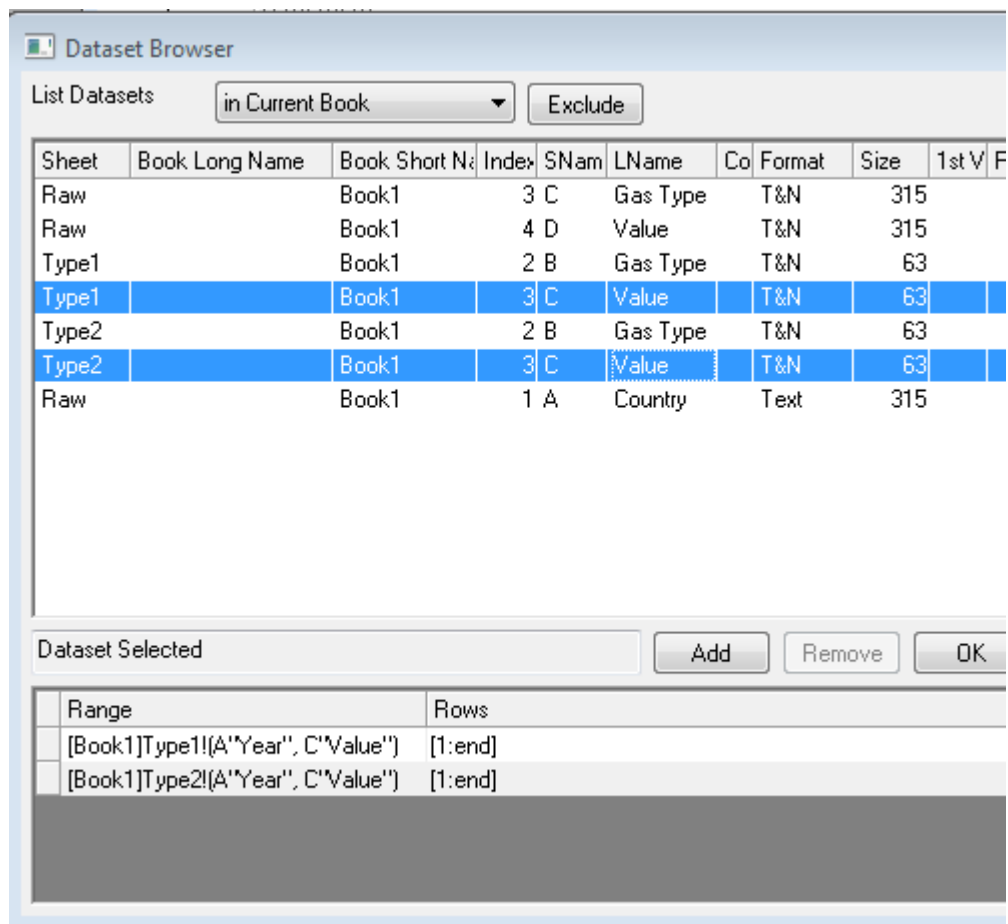 Dataset Browser
List Datasets in Current Book Exclude
Sheet Book Long Name Book Short Na Index SNam LName Co Format Size 1st V F
Raw Book1 3 C Gas Type T&N 315
Raw Book1 4 D Value T&N 315
Type1 Book1 2 B Gas Type T&N 63
Type1 Book1 3 C Value T&N 63
Type2 Book1 2 B Gas Type T&N 63
Type2 Book1 3 C Value T&N 63
Raw Book1 1 A Country Text 315
Dataset Selected Add Remove OK
Range Rows
[Book1]Type1!(A"Year", C"Value") [1:end]
[Book1]Type2!(A"Year", C"Value") [1:end]